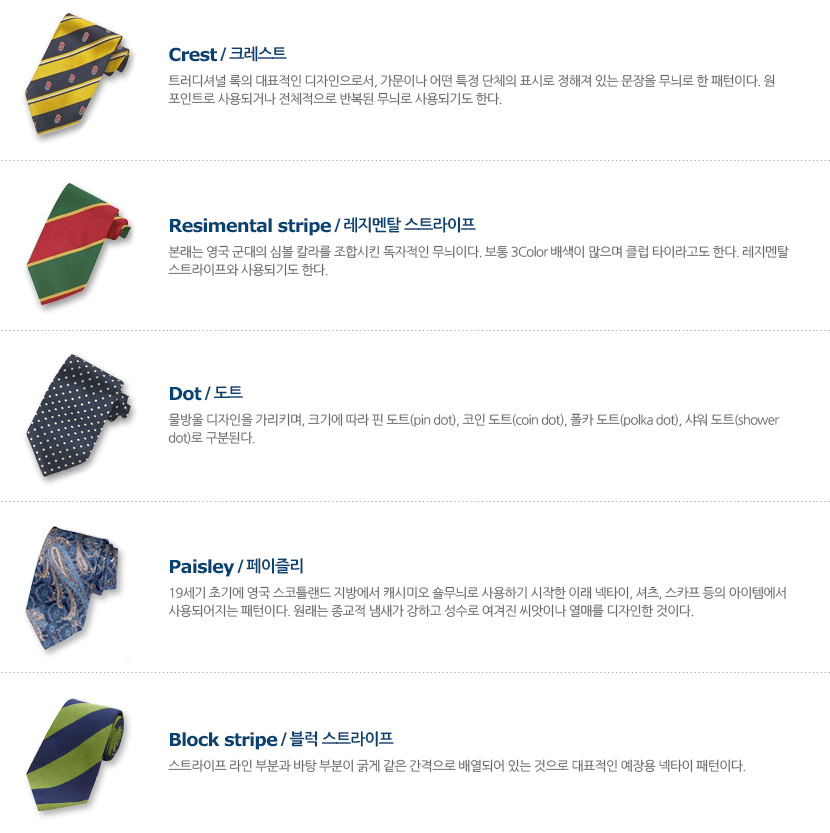 Crest / 크레스트
트러디셔널 룩의 대표적인 디자인으로서, 가문이나 어떤 특정 단체의 표시로 정해져 있는 문장을 무늬로 한 패턴이다. 원
포인트로 사용되거나 전체적으로 반복된 무늬로 사용되기도 한다.
Resimental stripe / 레지멘탈 스트라이프
본래는 영국 군대의 심볼 칼라를 조합시킨 독자적인 무늬이다. 보통 3Color 배색이 많으며 클럽 타이라고도 한다. 레지멘탈
스트라이프와 사용되기도 한다.
Dot / 도트
물방울 디자인을 가리키며, 크기에 따라 핀 도트(pin dot), 코인 도트(coin dot), 폴카 도트(polka dot), 샤워 도트(shower
dot)로 구분된다.
Paisley / 페이즐리
19세기 초기에 영국 스코틀랜드 지방에서 캐시미오 숄무늬로 사용하기 시작한 이래 넥타이, 셔츠, 스카프 등의 아이템에서
사용되어지는 패턴이다. 원래는 종교적 냄새가 강하고 성수로 여겨진 씨앗이나 열매를 디자인한 것이다.
Block stripe / 블럭 스트라이프
스트라이프 라인 부분과 바탕 부분이 굵게 같은 간격으로 배열되어 있는 것으로 대표적인 예장용 넥타이 패턴이다.